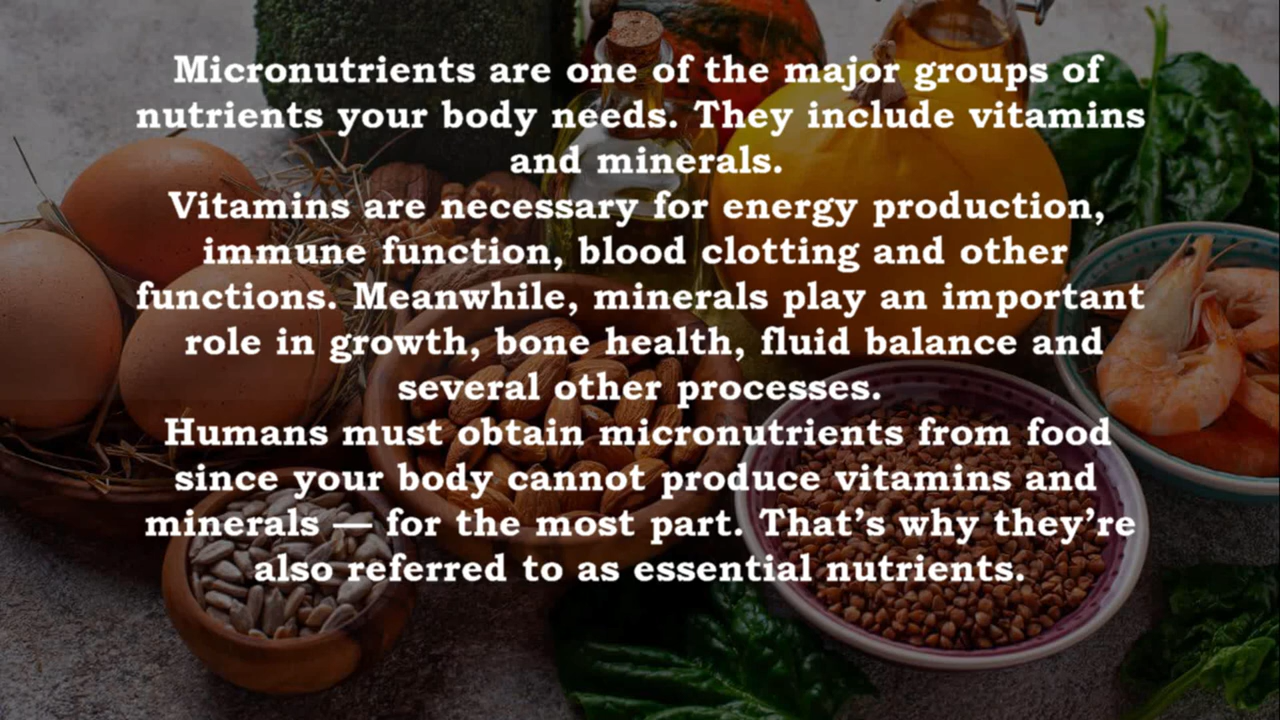 Micronutrients are one of the major groups of
nutrients your body needs. They include vitamins
and minerals.
Vitamins are necessary for energy production,
immune function, blood clotting and other
functions. Meanwhile, minerals play an important
role in growth, bone health, fluid balance and
several other processes.
Humans must obtain micronutrients from food
since your body cannot produce vitamins and
minerals — for the most part. That’s why they’re
also referred to as essential nutrients.